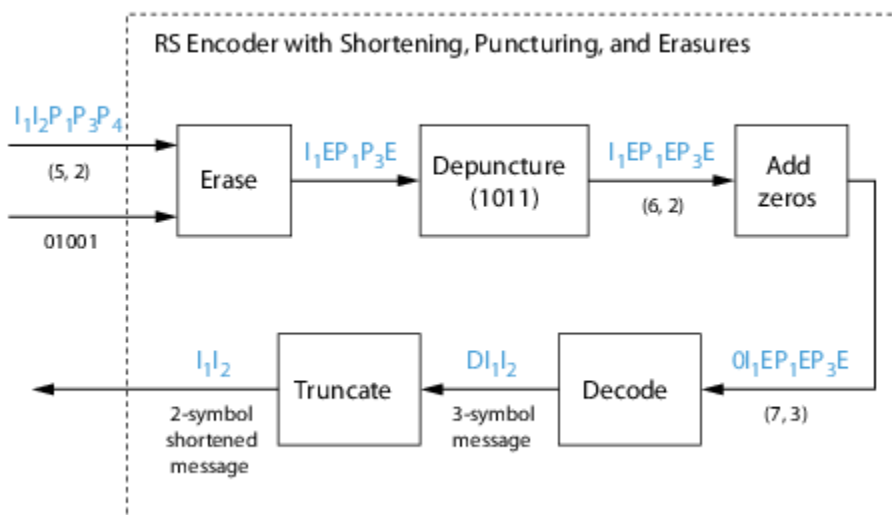 RS Encoder with Shortening, Puncturing, and Erasures
I₁I₂P₁P₃P₄
(5, 2)
01001
Erase
I₁EP₁P₃E
Depuncture
(1011)
I₁EP₁EP₃E
(6, 2)
Add
zeros
0I₁EP₁EP₃E
(7, 3)
Decode
DI₁I₂
3-symbol
message
Truncate
I₁I₂
2-symbol
shortened
message